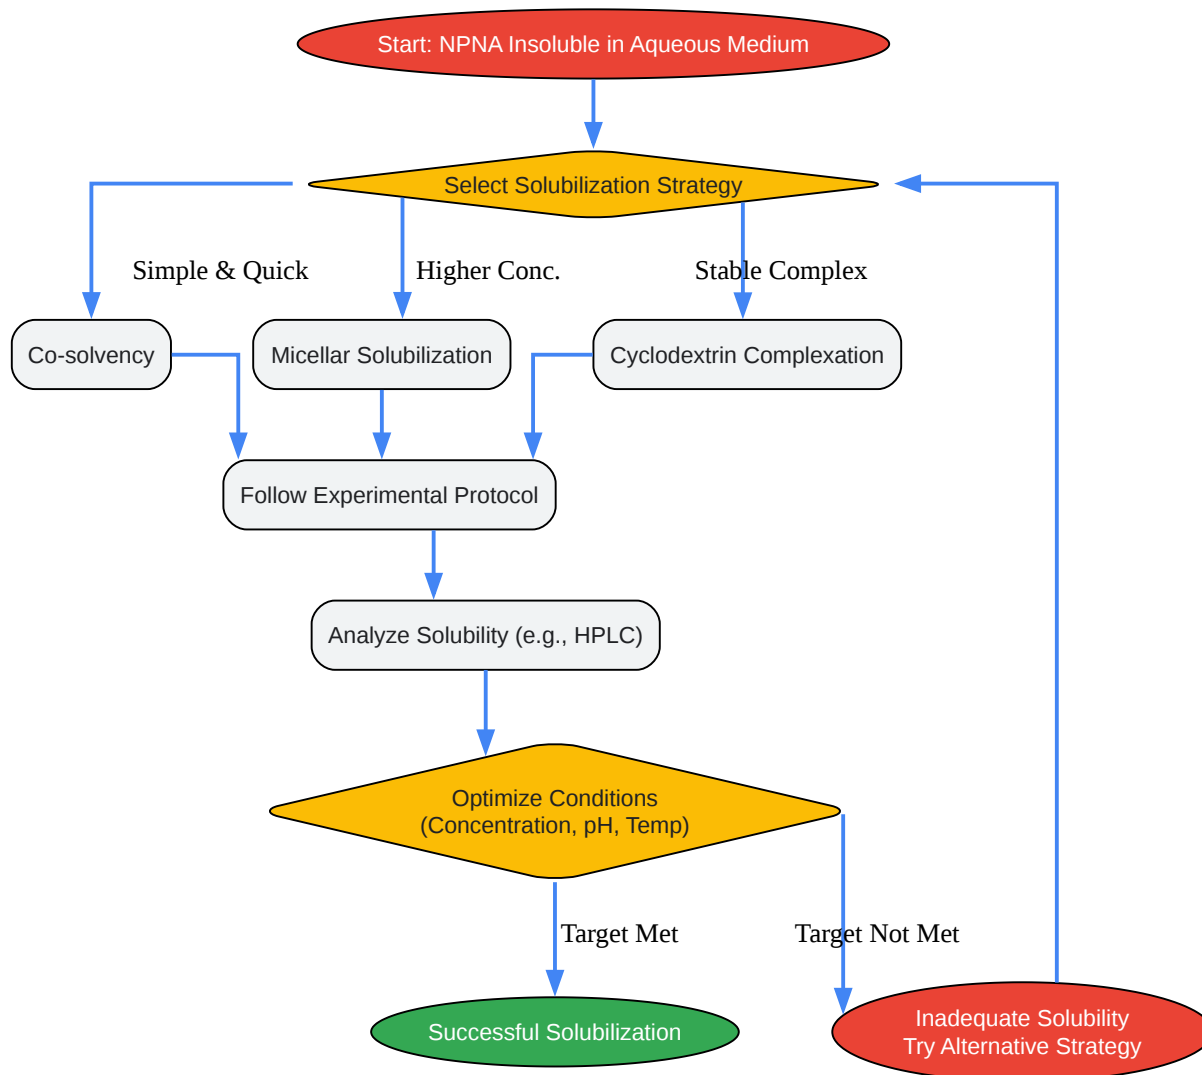 Start: NPNA Insoluble in Aqueous Medium
Select Solubilization Strategy
Simple & Quick
Higher Conc.
Stable Complex
Co-solvency
Micellar Solubilization
Cyclodextrin Complexation
Follow Experimental Protocol
Analyze Solubility (e.g., HPLC)
Optimize Conditions
(Concentration, pH, Temp)
Target Met
Target Not Met
Successful Solubilization
Inadequate Solubility
Try Alternative Strategy